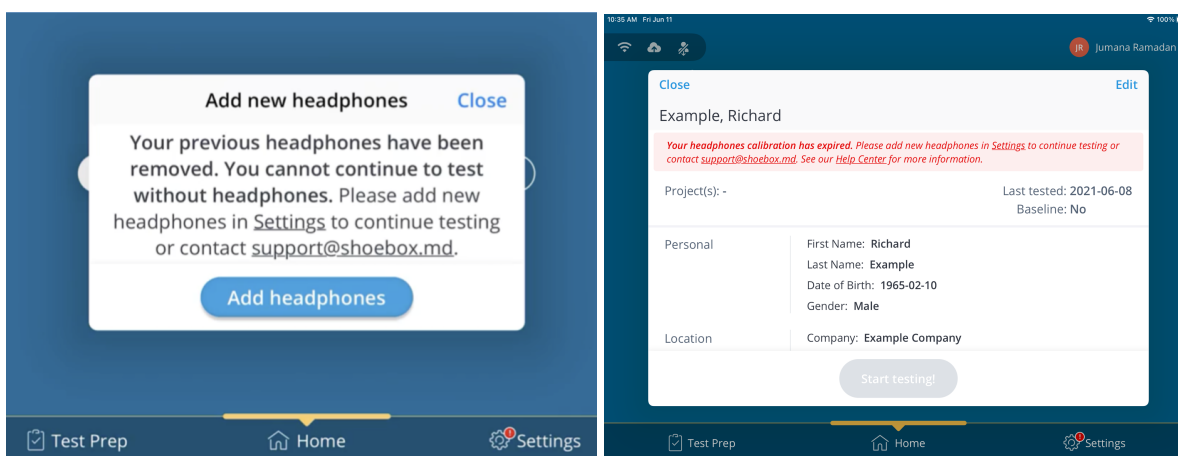 Add new headphones
Close
Your previous headphones have been
removed. You cannot continue to test
without headphones. Please add new
headphones in Settings to continue testing
or contact support@shoebox.md.
Add headphones
Test Prep
Home
Settings
10:35 AM Fri Jun 11
100%
JR Jumana Ramadan
Close
Edit
Example, Richard
Your headphones calibration has expired. Please add new headphones in Settings to continue testing or
contact support@shoebox.md. See our Help Center for more information.
Project(s): -
Last tested: 2021-06-08
Baseline: No
Personal
First Name: Richard
Last Name: Example
Date of Birth: 1965-02-10
Gender: Male
Location
Company: Example Company
Start testing!
Test Prep
Home
Settings